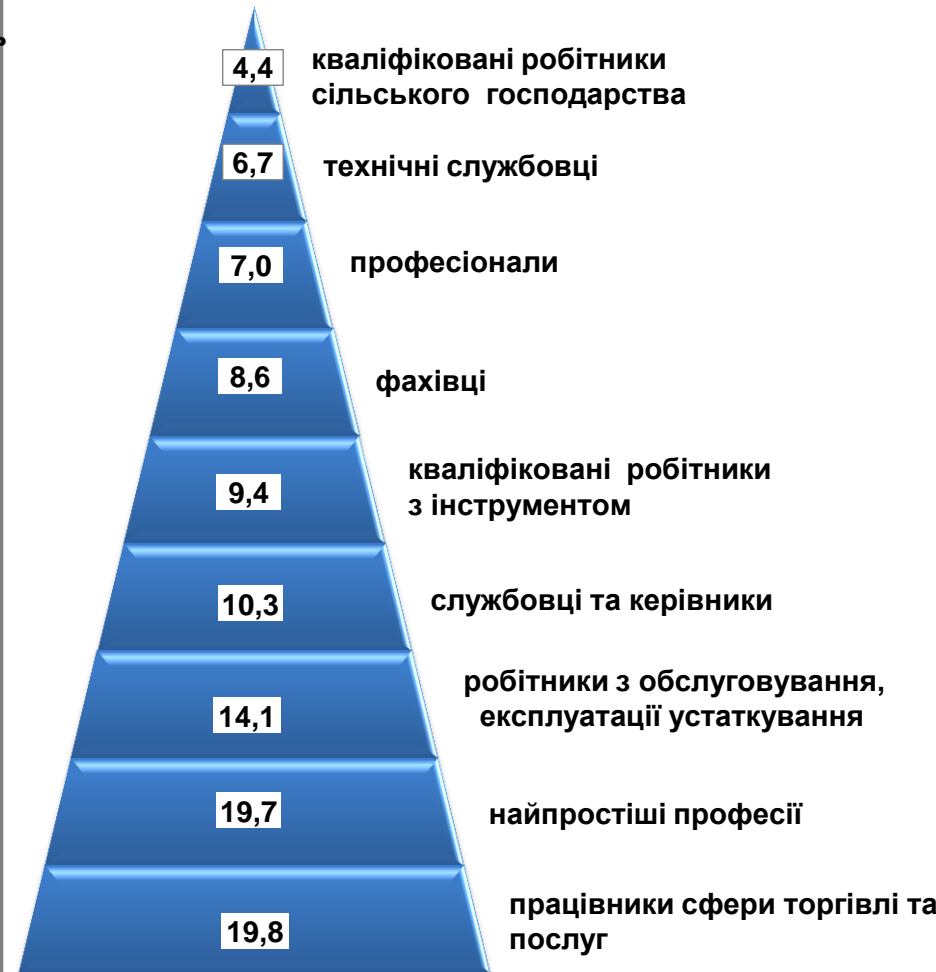 4,4
кваліфіковані робітники
сільського господарства
6,7
технічні службовці
7,0
професіонали
8,6
фахівці
9,4
кваліфіковані робітники
з інструментом
10,3
службовці та керівники
14,1
робітники з обслуговування,
експлуатації устаткування
19,7
найпростіші професії
19,8
працівники сфери торгівлі та
послуг